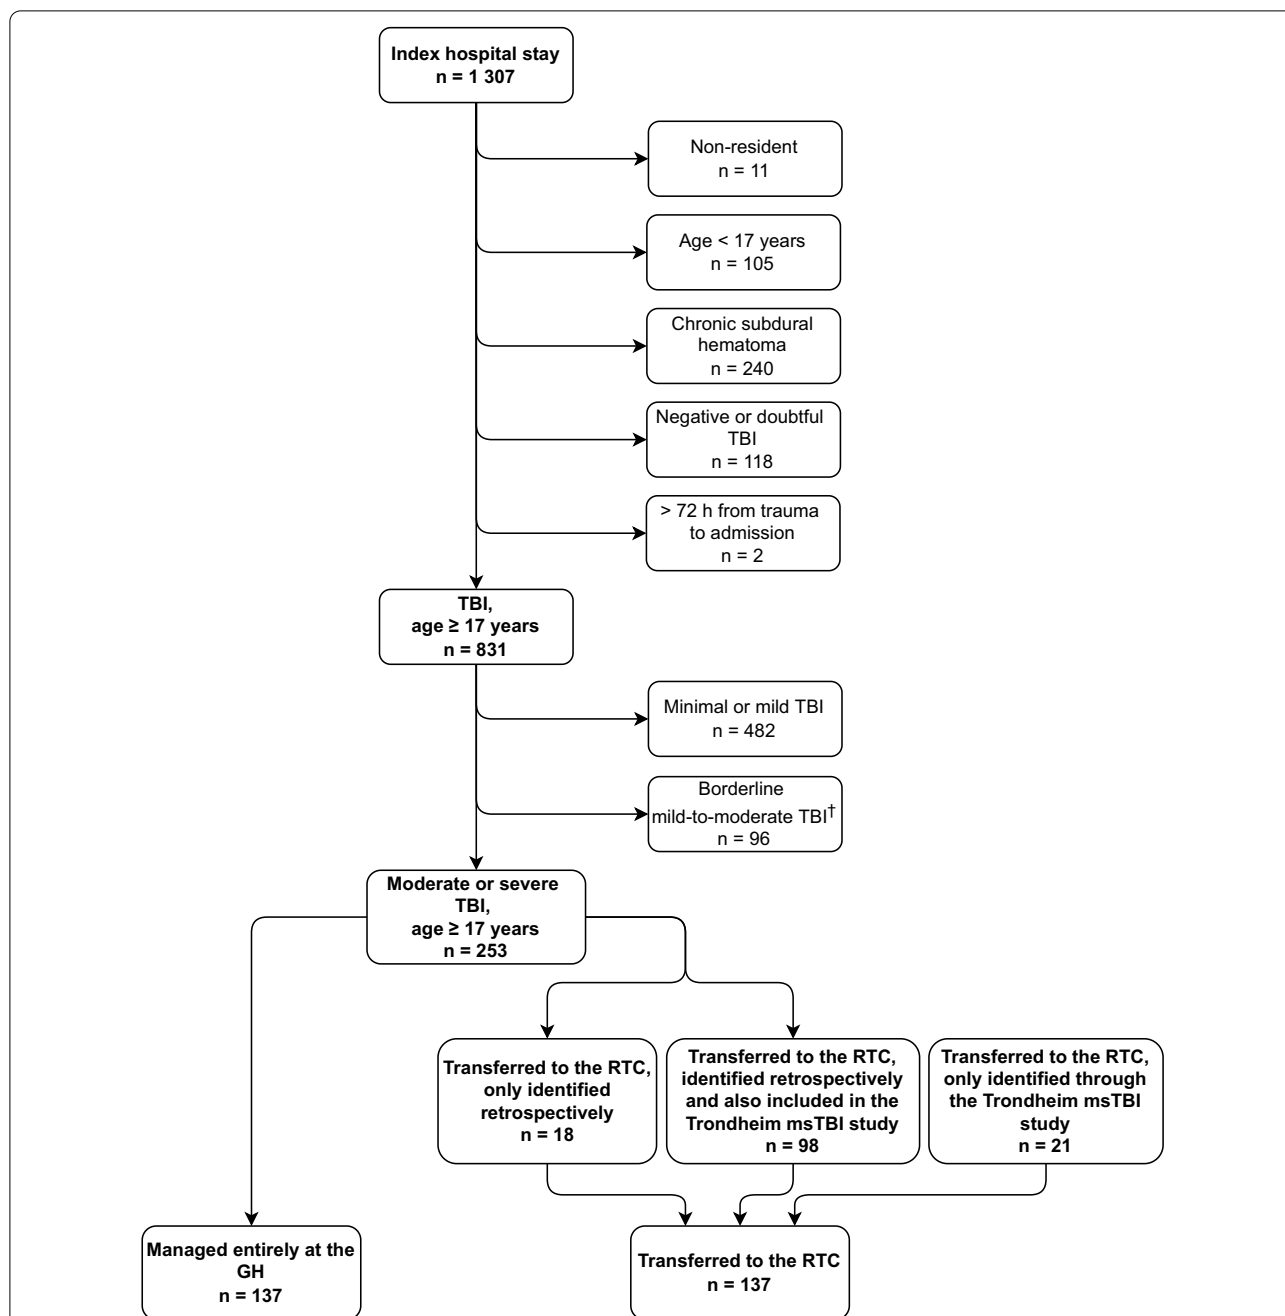 Index hospital stay
n = 1 307
Non-resident
n = 11
Age < 17 years
n = 105
Chronic subdural
hematoma
n = 240
Negative or doubtful
TBI
n = 118
> 72 h from trauma
to admission
n = 2
TBI,
age ≥ 17 years
n = 831
Minimal or mild TBI
n = 482
Borderline
mild-to-moderate TBI†
n = 96
Moderate or severe
TBI,
age ≥ 17 years
n = 253
Transferred to the RTC,
only identified
retrospectively
n = 18
Transferred to the RTC,
identified retrospectively
and also included in the
Trondheim msTBI study
n = 98
Transferred to the RTC,
only identified through
the Trondheim msTBI
study
n = 21
Managed entirely at the
GH
n = 137
Transferred to the RTC
n = 137